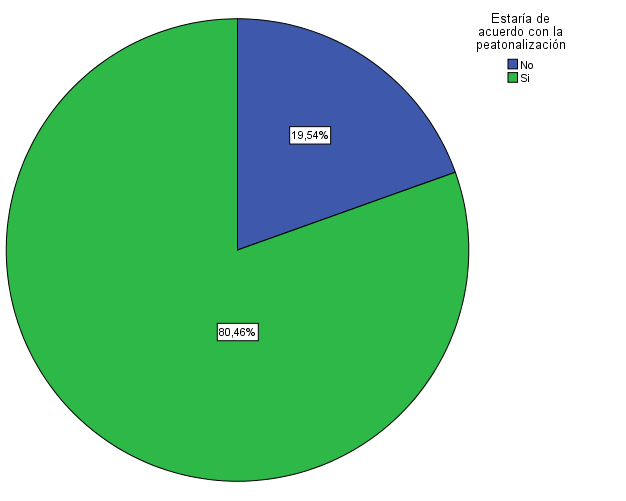 Estaría de
acuerdo con la
peatonalización
No
Si
19,54%
80,46%